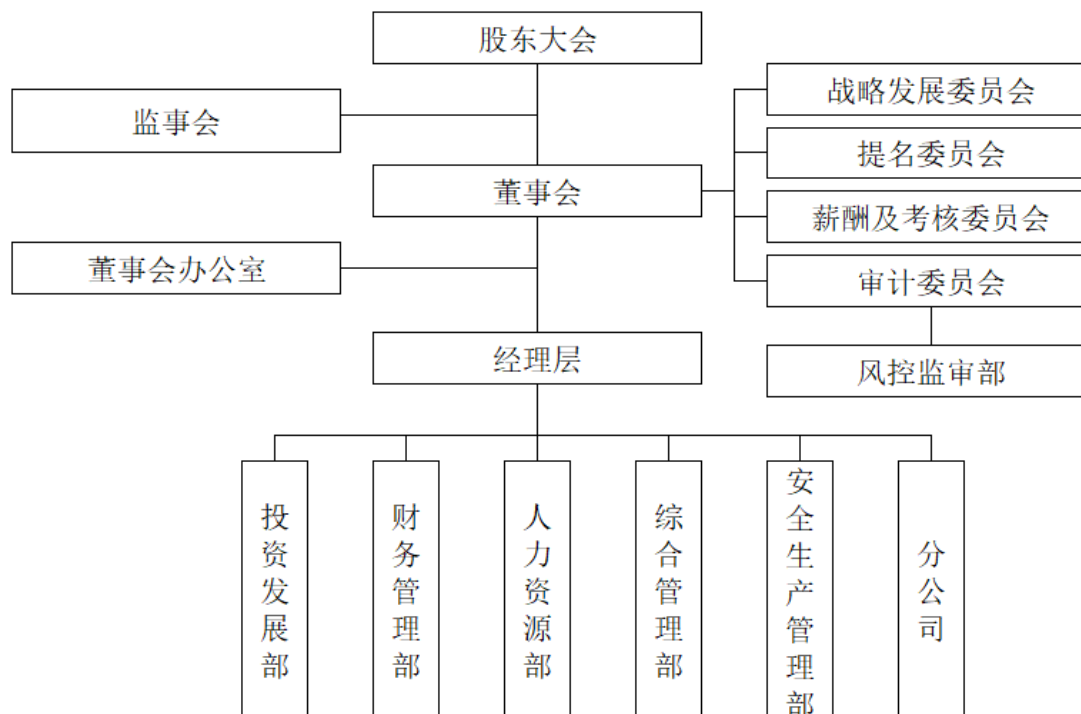 股东大会
战略发展委员会
监事会
提名委员会
董事会
薪酬及考核委员会
董事会办公室
审计委员会
经理层
风控监审部
投资发展部
财务管理部
人力资源部
综合管理部
安全生产管理部
分公司